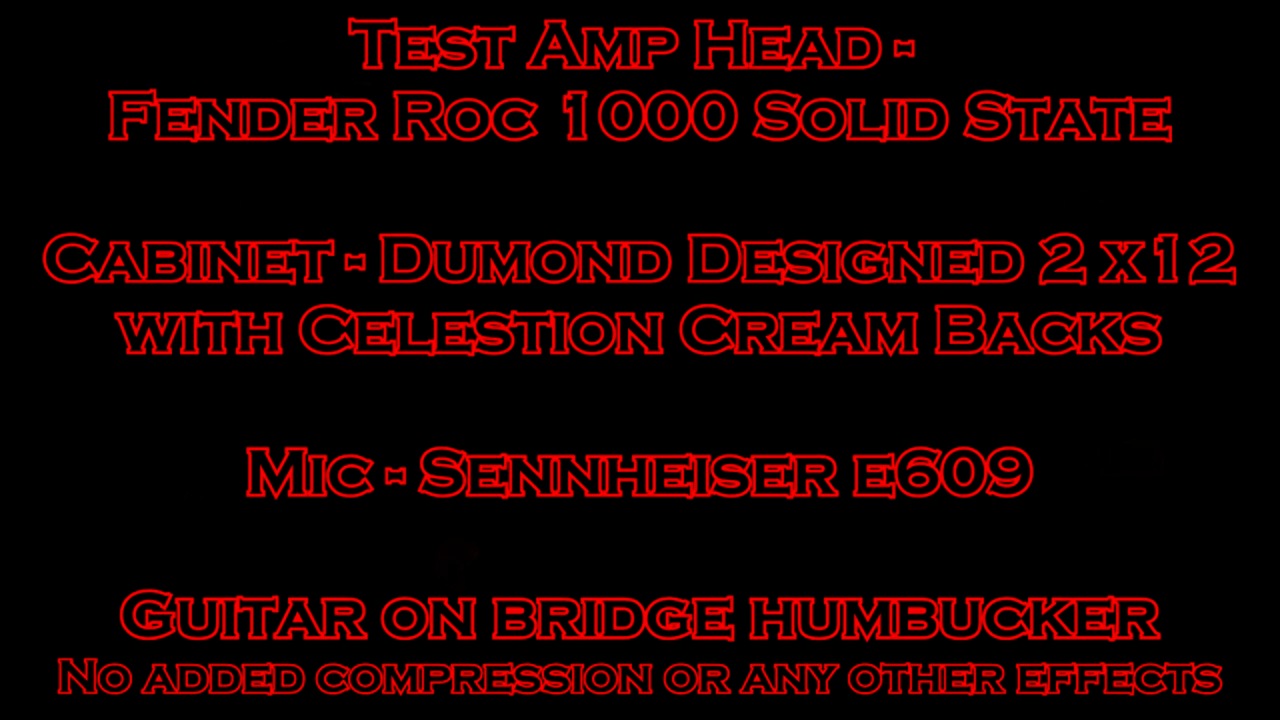 Test Amp Head -
Fender Roc 1000 Solid State
Cabinet - Dumond Designed 2 x12
with Celestion Cream Backs
Mic - Sennheiser e609
Guitar on bridge humbucker
No added compression or any other effects